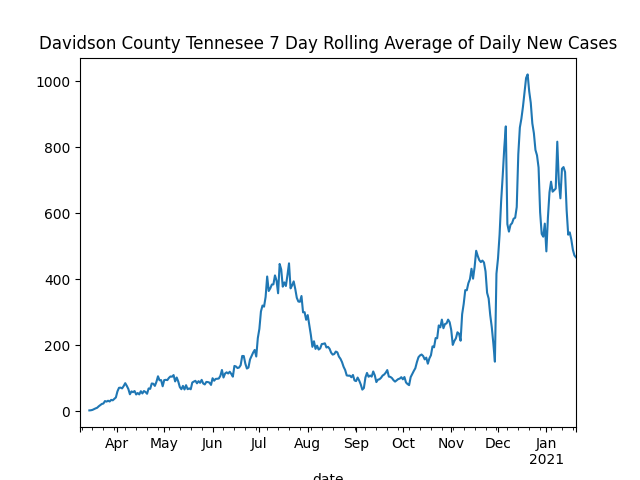 Davidson County Tennesee 7 Day Rolling Average of Daily New Cases
1000
800
600
400
200
0
Apr May Jun Jul Aug Sep Oct Nov Dec Jan
2021
date